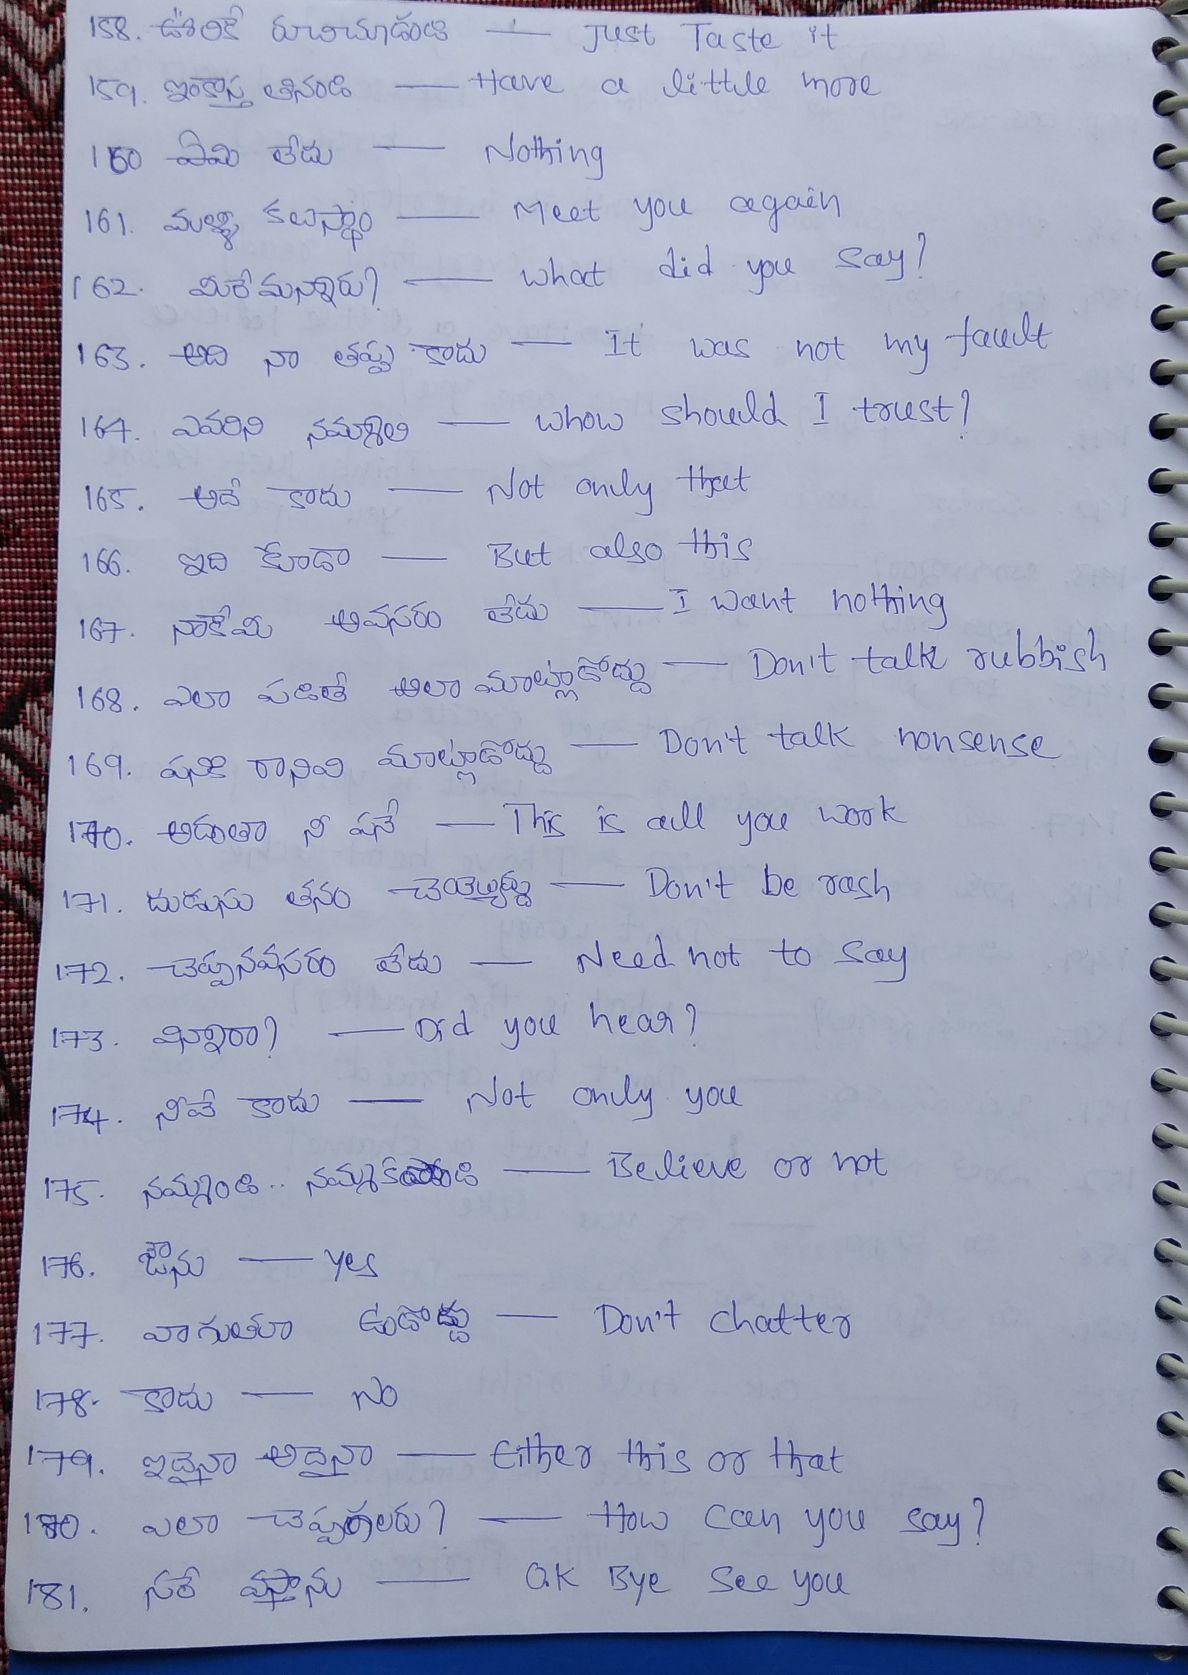 158. ఊరికే రుచిచూడండి — Just Taste it
159. ఇంకాస్త తినండి — Have a little more
160 ఏమి లేదు — Nothing
161. మళ్ళీ కలుస్తాం — Meet you again
162. మీరేమన్నారు? — what did you say?
163. అది నా తప్పు కాదు — It was not my fault
164. ఎవరిని నమ్మాలి — whow should I trust?
165. అదే కాదు — Not only that
166. ఇది కూడా — But also this
167. నాకేమి అవసరం లేదు — I want nothing
168. ఎలా పడితే అలా మాట్లాడోద్దు — Don't talk rubbish
169. పనికి రానివి మాట్లాడోద్దు — Don't talk nonsense
170. అదంతా నీ పనే — This is all you work
171. దుడుసు తనం — Don't be rash
172. చెప్పనవసరం లేదు — Need not to say
173. విన్నారా? — Did you hear?
174. నీవే కాదు — Not only you
175. నమ్మండి.. — Believe or not
176. ఔను — yes
177. వాగుతూ ఉండోద్దు — Don't chatter
178. కాదు — No
179. ఇదైనా అదైనా — Either this or that
180. ఎలా చెప్పగలరు? — How can you say?
181. సరే వస్తాను — O.K Bye See you